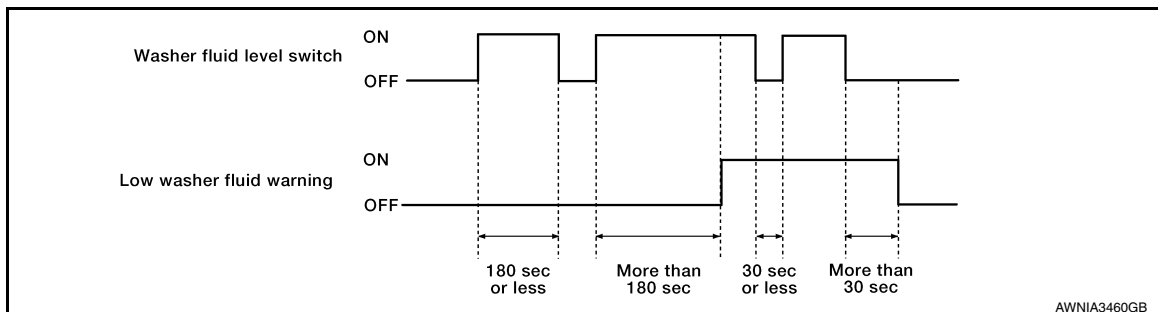 Washer fluid level switch
ON
OFF
Low washer fluid warning
ON
OFF
180 sec
or less
More than
180 sec
30 sec
or less
More than
30 sec
AWNIA3460GB